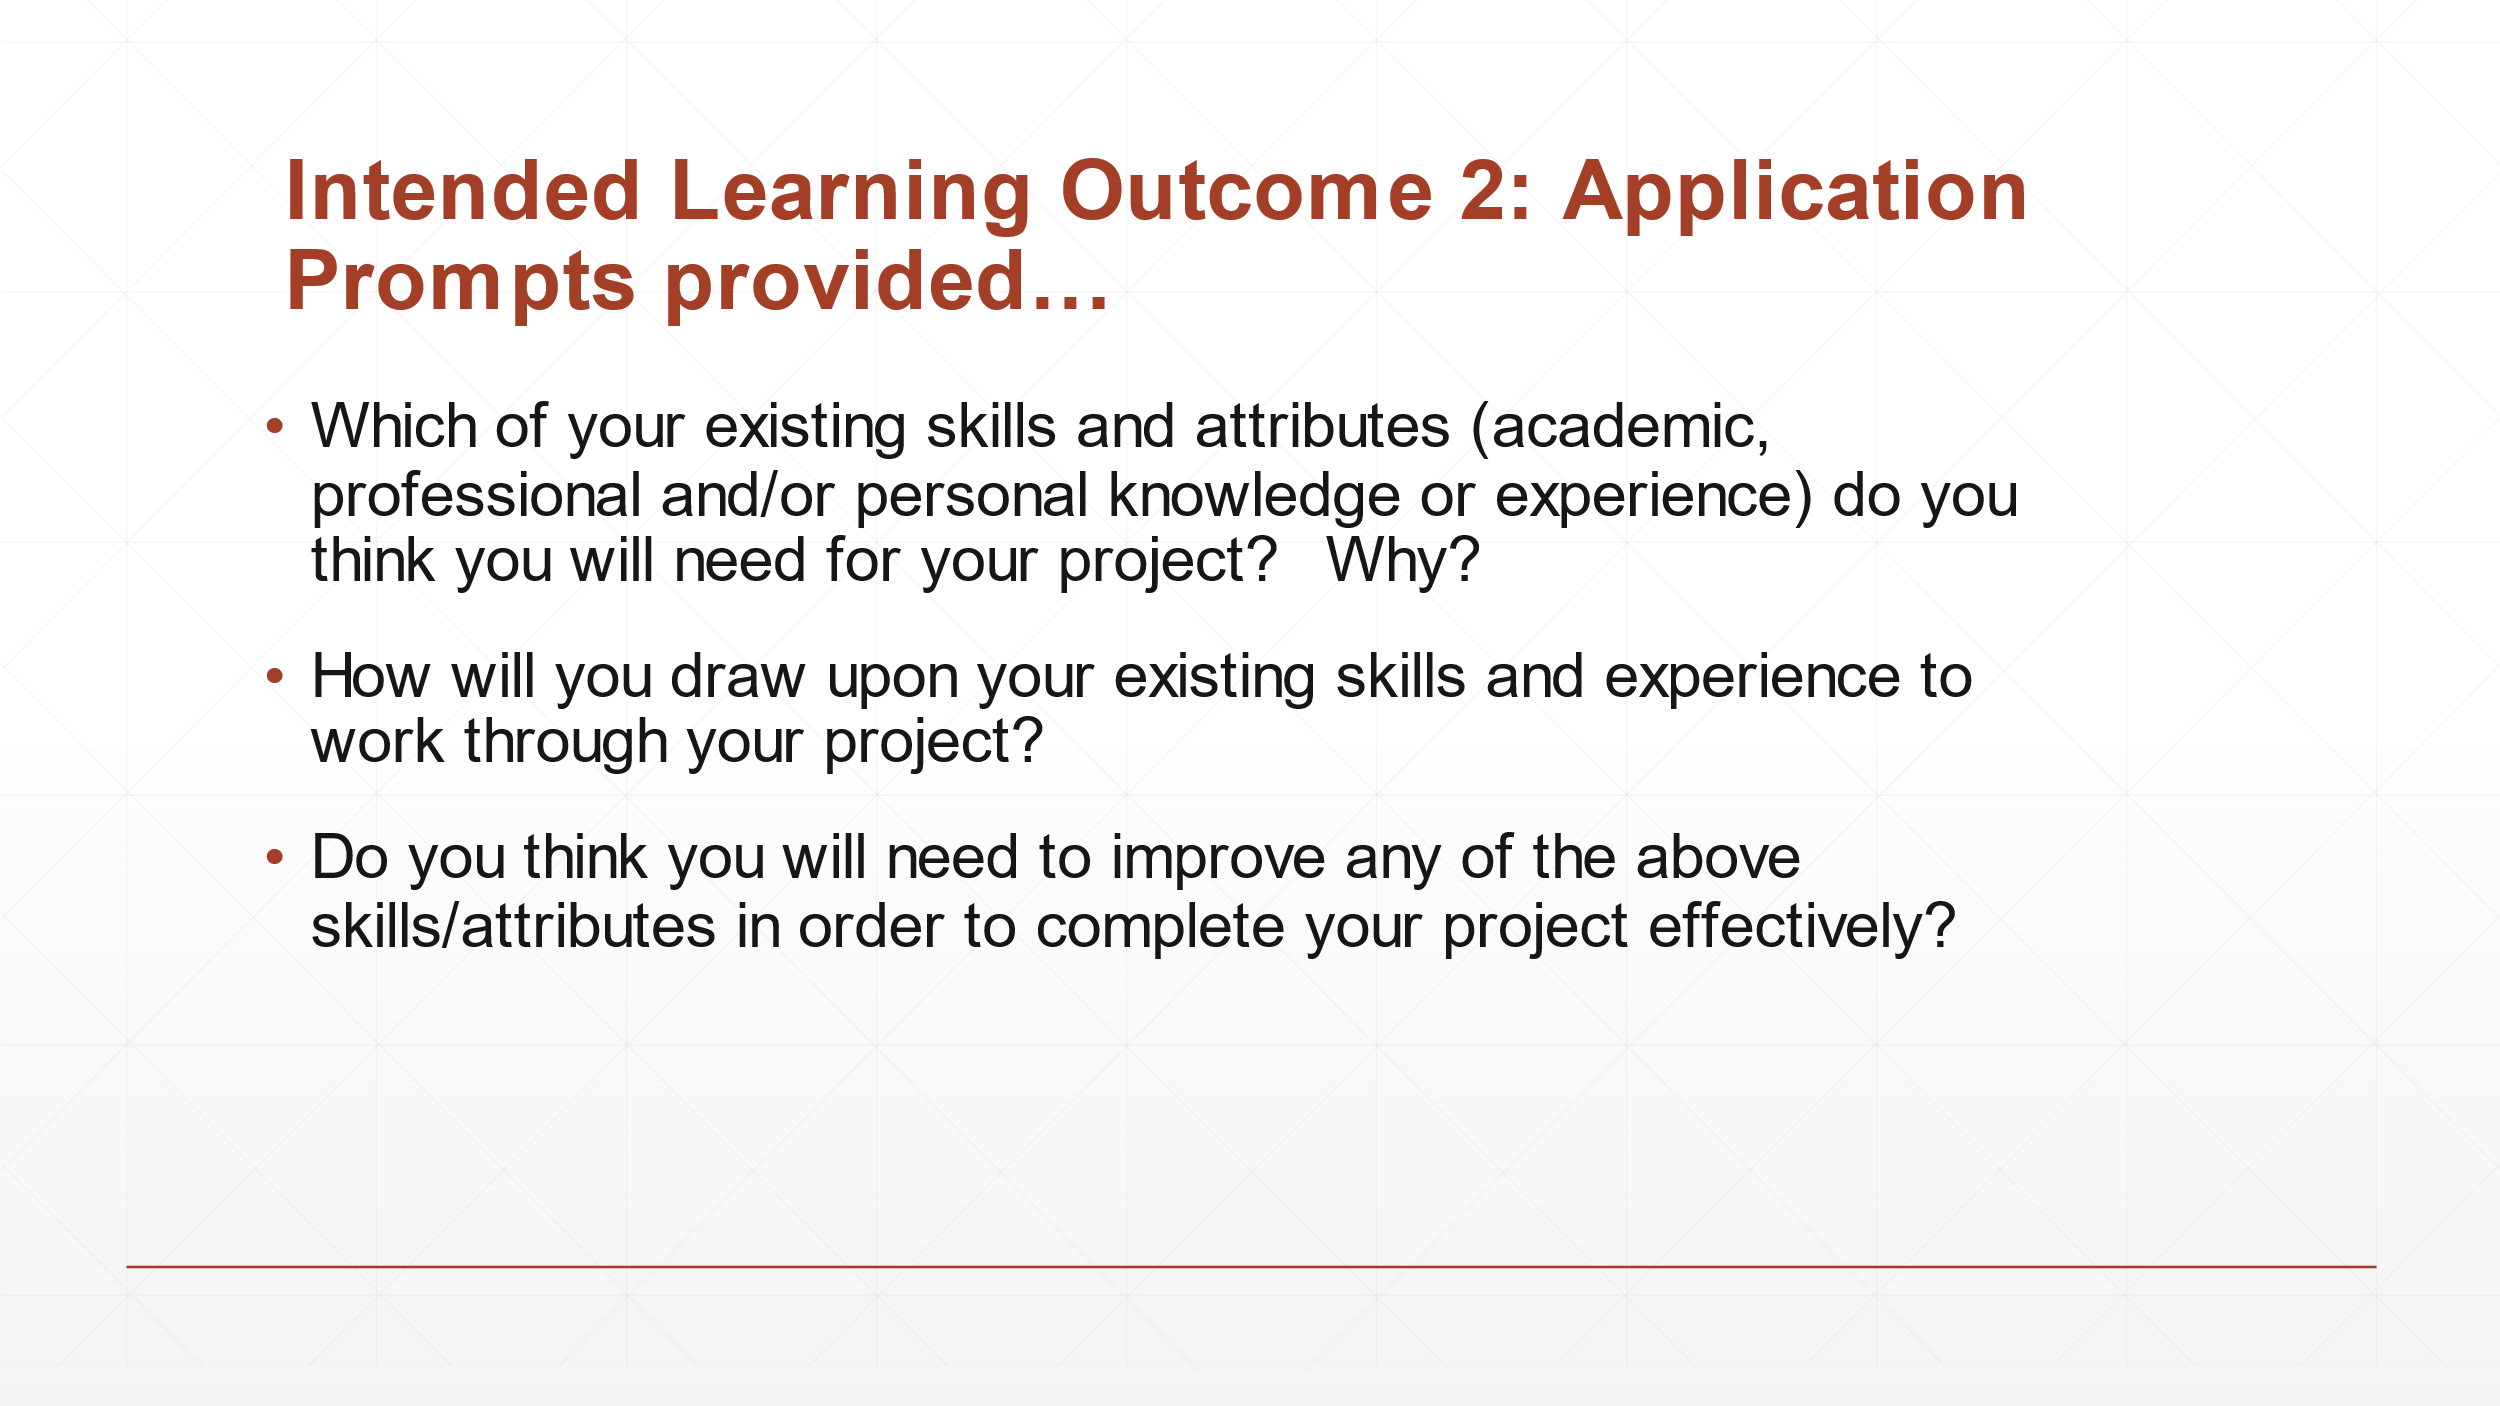 Intended Learning Outcome 2: Application
Prompts provided…
• Which of your existing skills and attributes (academic,
professional and/or personal knowledge or experience) do you
think you will need for your project?   Why?
• How will you draw upon your existing skills and experience to
work through your project?
• Do you think you will need to improve any of the above
skills/attributes in order to complete your project effectively?